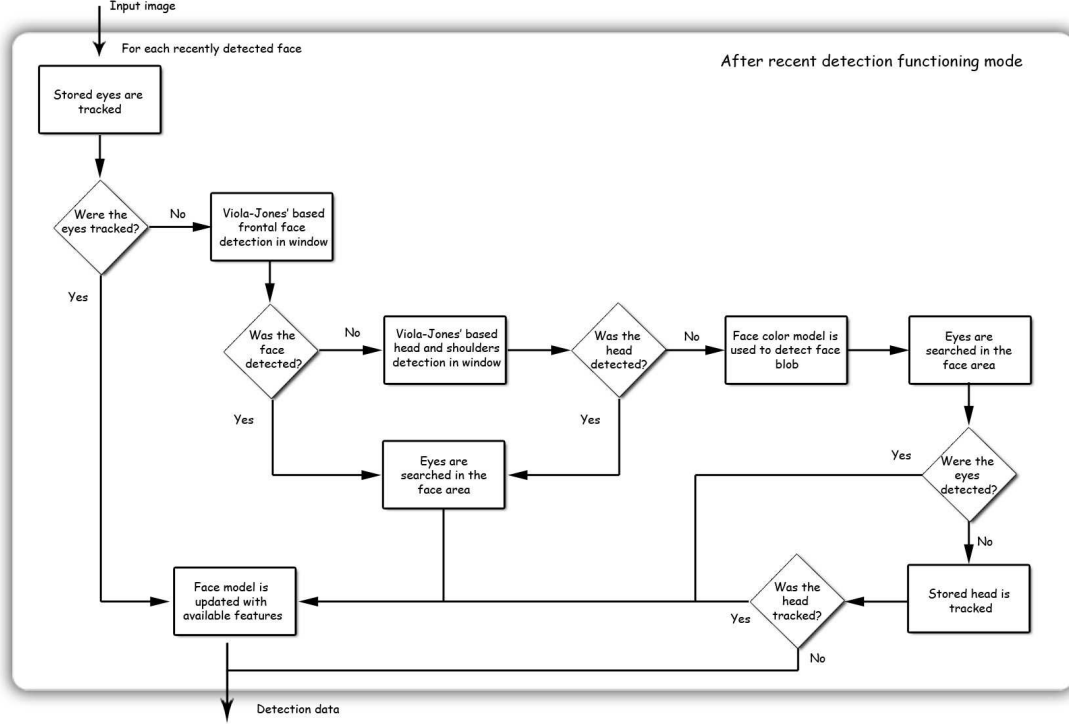 Input image
For each recently detected face
After recent detection functioning mode
Stored eyes are
tracked
Were the
eyes tracked?
No
Yes
Viola-Jones' based
frontal face
detection in window
Was the
face
detected?
No
Yes
Viola-Jones' based
head and shoulders
detection in window
Was the
head
detected?
No
Yes
Face color model is
used to detect face
blob
Eyes are
searched in the
face area
Eyes are
searched in the
face area
Yes
Were the
eyes
detected?
No
Stored head is
tracked
Was the
head
tracked?
Yes
No
Face model is
updated with
available features
Detection data